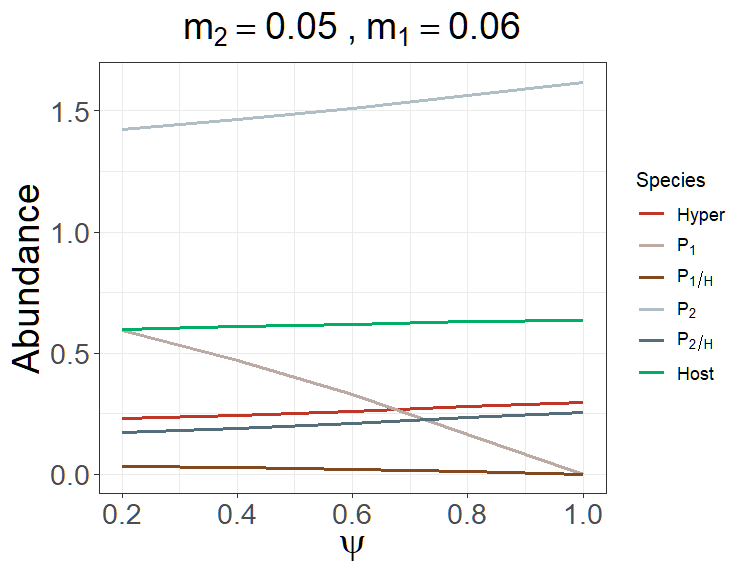 m₂ = 0.05 , m₁ = 0.06
Abundance
1.5
1.0
0.5
0.0
0.2 0.4 0.6 0.8 1.0
ψ
Species
Hyper
P₁
P₁/H
P₂
P₂/H
Host